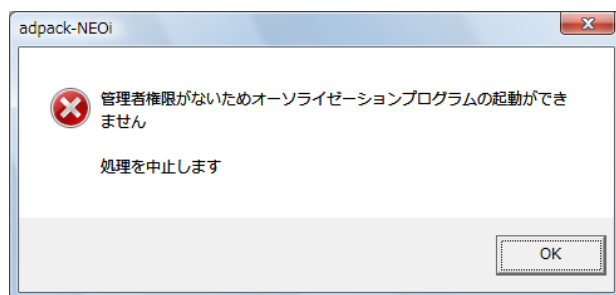 adpack-NEOi
管理者権限がないためオーソライゼーションプログラムの起動ができ
ません
処理を中止します
OK